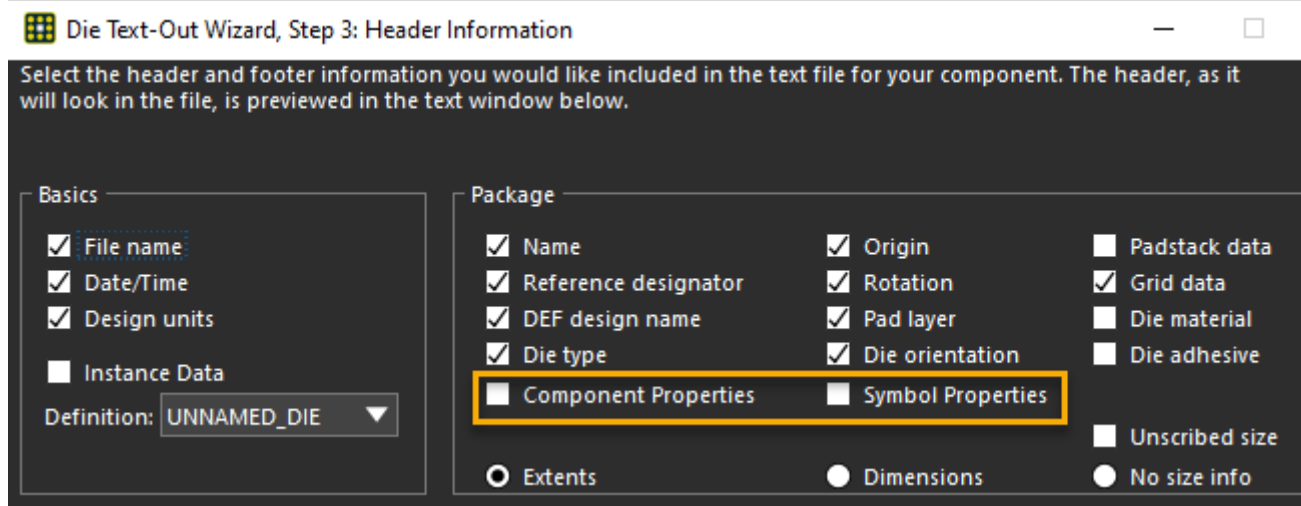 Die Text-Out Wizard, Step 3: Header Information
Select the header and footer information you would like included in the text file for your component. The header, as it
will look in the file, is previewed in the text window below.
Basics
File name
Date/Time
Design units
Instance Data
Definition: UNNAMED_DIE
Package
Name Origin Padstack data
Reference designator Rotation Grid data
DEF design name Pad layer Die material
Die type Die orientation Die adhesive
Component Properties Symbol Properties
Unscribed size
Extents Dimensions No size info